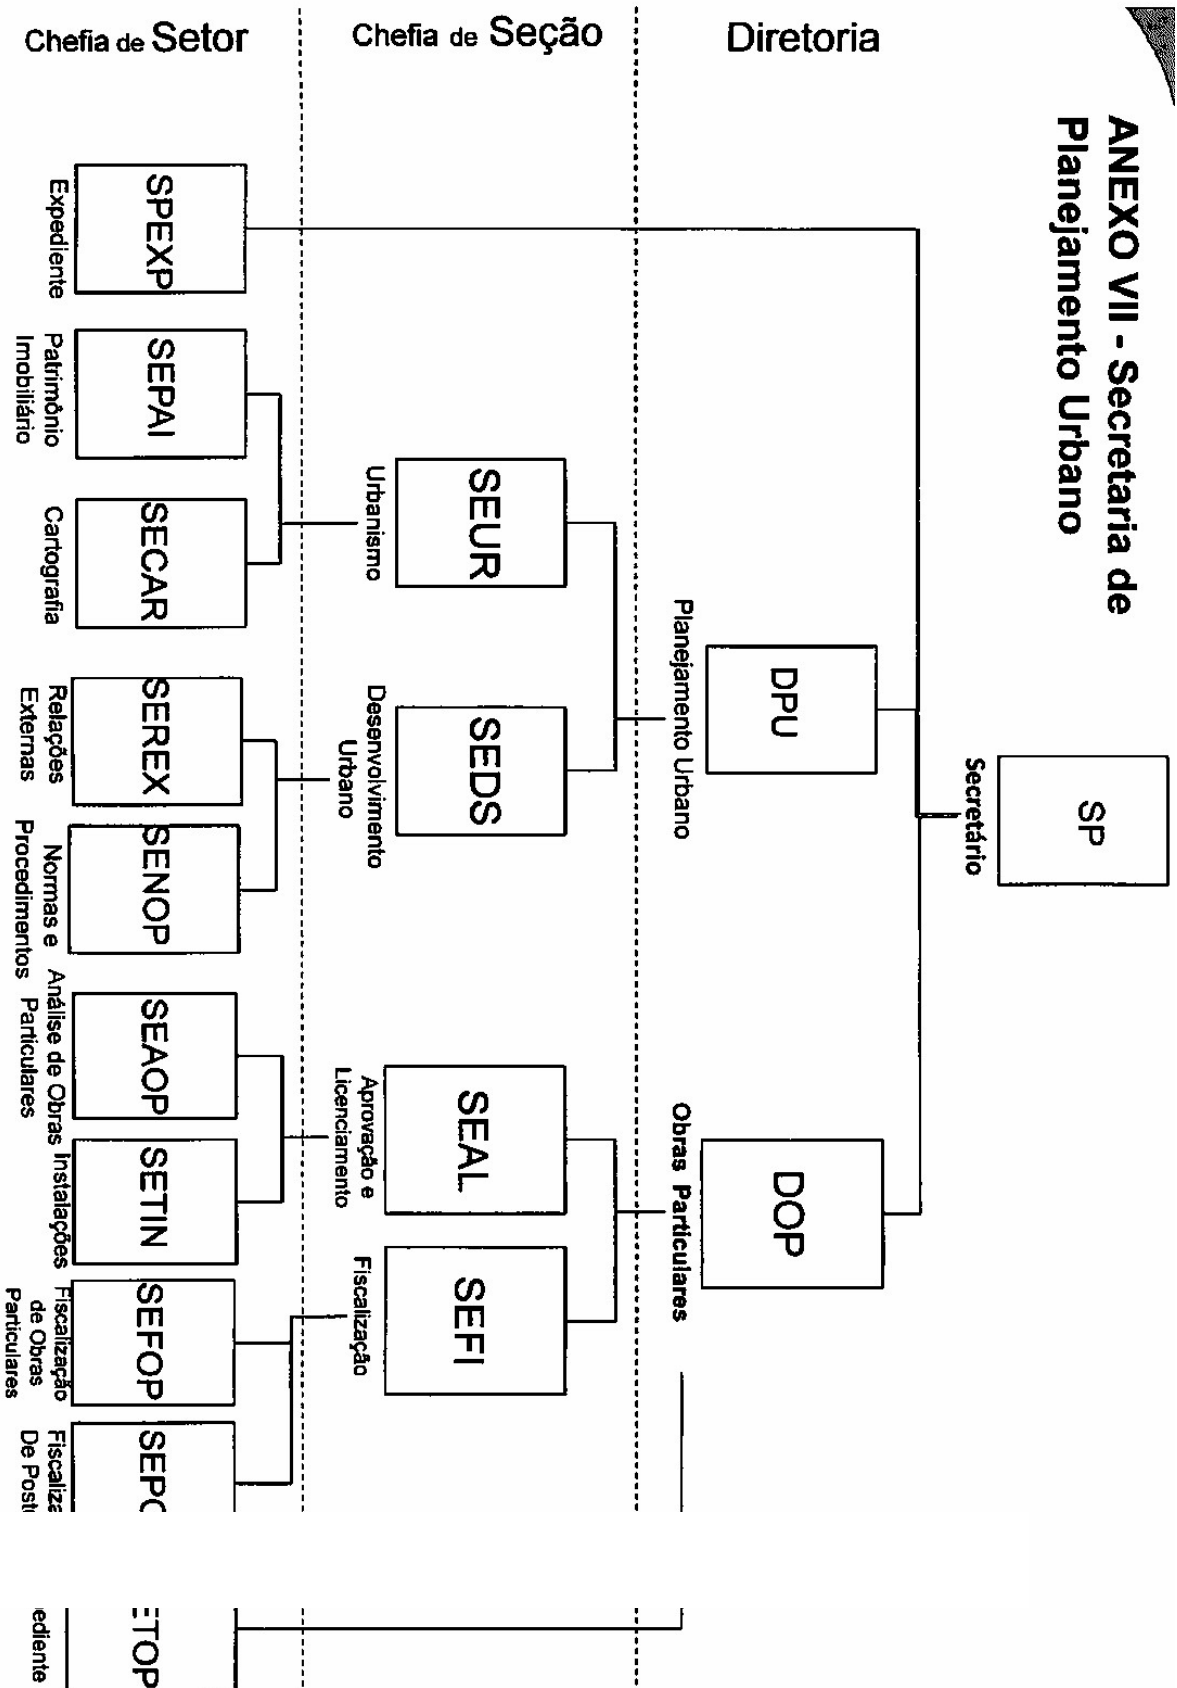 ANEXO VII - Secretaria de
Planejamento Urbano
SP
Secretário
Diretoria
DPU
Planejamento Urbano
DOP
Obras Particulares
Chefia de Seção
SEUR
Urbanismo
SEDS
Desenvolvimento
Urbano
SEAL
Aprovação e
Licenciamento
SEFI
Fiscalização
Chefia de Setor
SPEXP
Expediente
SEPAI
Patrimônio
Imobiliário
SECAR
Cartografia
SEREX
Relações
Externas
SENOP
Normas e
Procedimentos
SEAOP
Análise de Obras
Particulares
SETIN
Instalações
SEFOP
Fiscalização
de Obras
Particulares
De